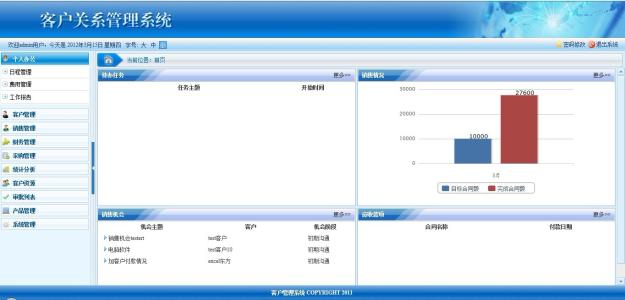 客户关系管理系统
欢迎admin用户: 今天是 2012年3月15日 星期四 字号: 大 中 小
密码修改 退出系统
个人办公
当前位置: 首页
日程管理
费用管理
工作报告
客户管理
销售管理
财务管理
采购管理
统计分析
客户资源
审批列表
产品管理
系统管理
待办任务 更多>>
任务主题 开始时间
销售情况 更多>>
30000
20000
10000
0
10000
27600
3月
目标合同额 完成合同额
销售机会 更多>>
机会主题 客户 机会阶段
销售机会testert test客户 初期沟通
电脑软件 test客户10 初期沟通
加客户付款情况 excel东方 初期沟通
应收款项 更多>>
合同名称 付款日期
客户管理系统 COPYRIGHT 2011